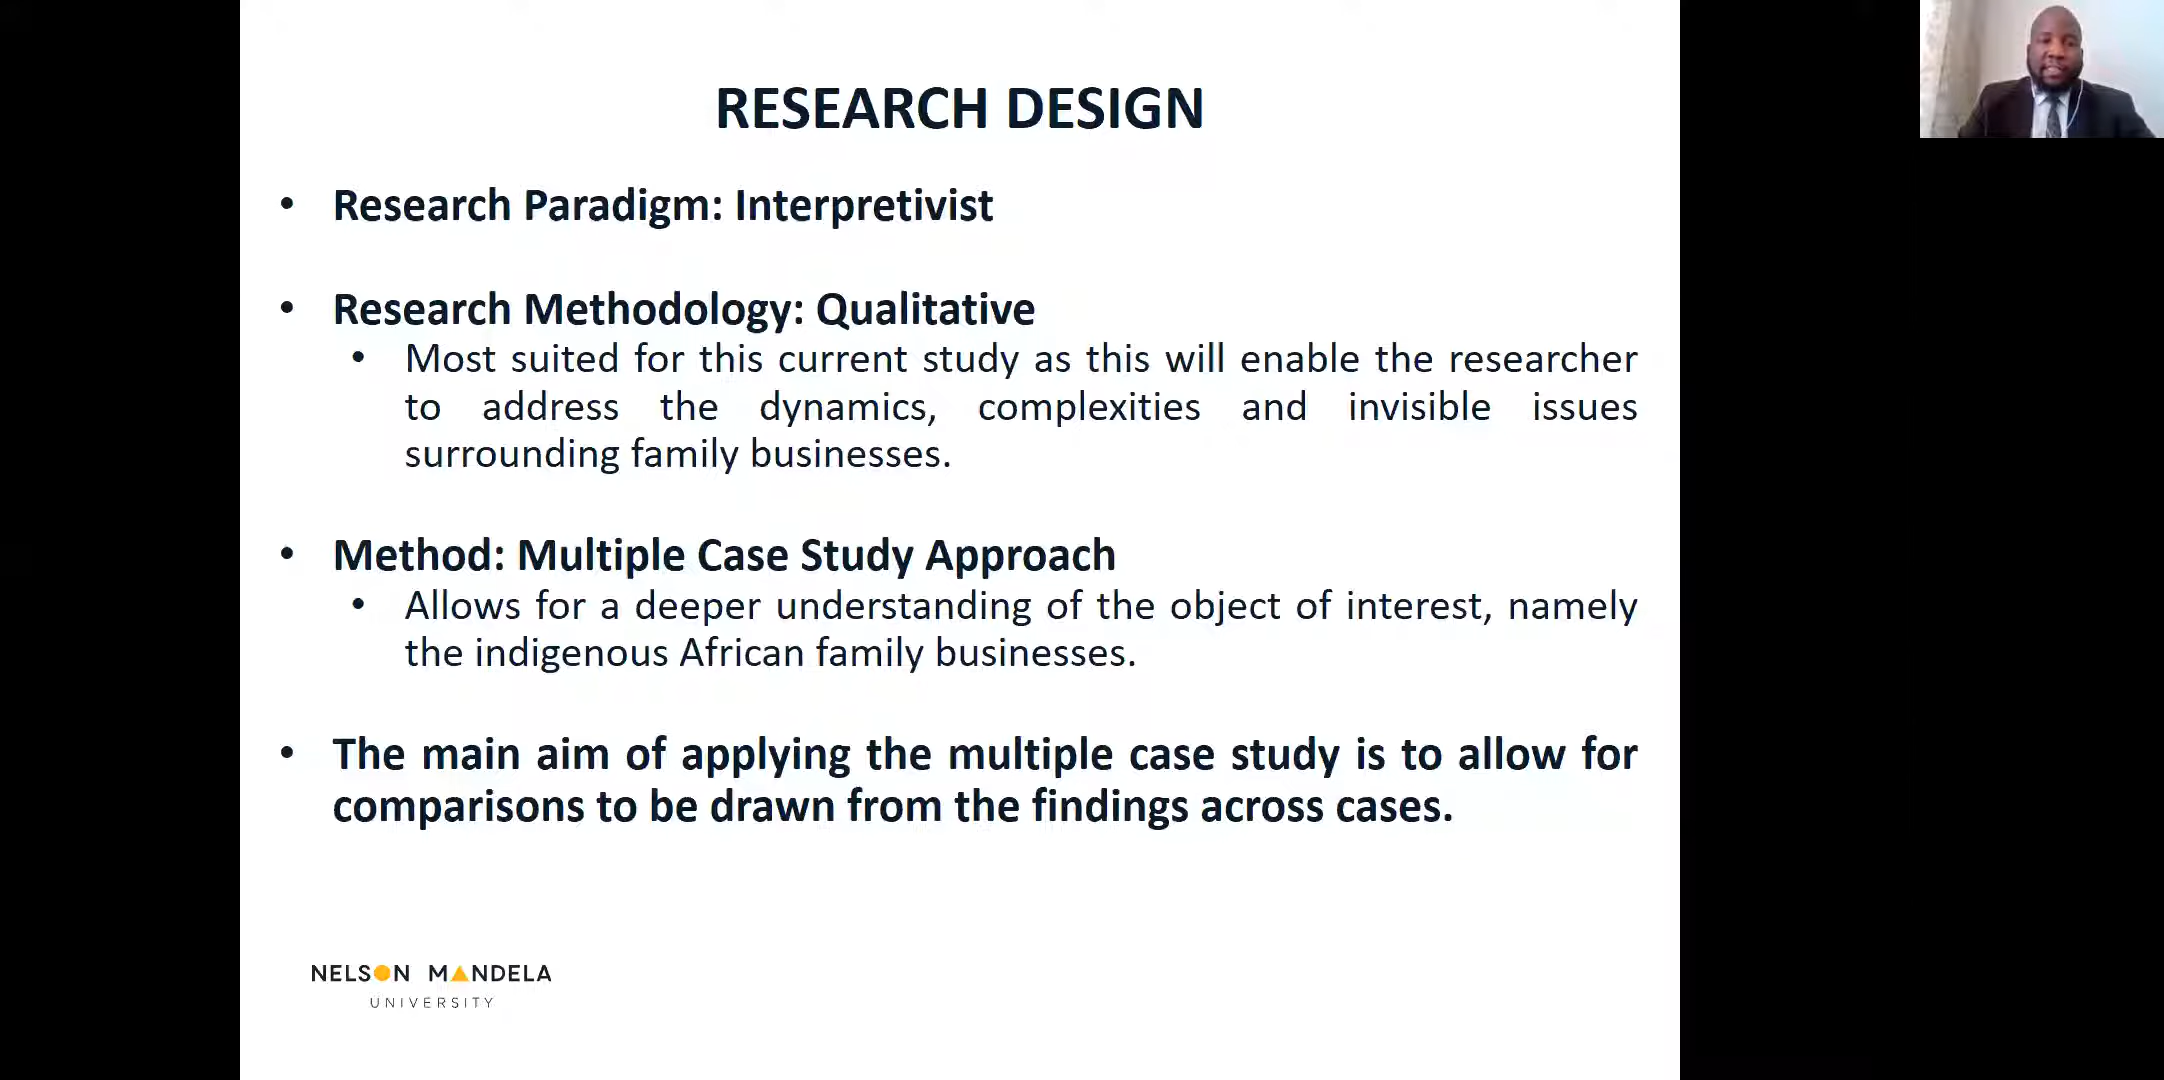 RESEARCH DESIGN
• Research Paradigm: Interpretivist
• Research Methodology: Qualitative
• Most suited for this current study as this will enable the researcher
to address the dynamics, complexities and invisible issues
surrounding family businesses.
• Method: Multiple Case Study Approach
• Allows for a deeper understanding of the object of interest, namely
the indigenous African family businesses.
• The main aim of applying the multiple case study is to allow for
comparisons to be drawn from the findings across cases.
NELSON MANDELA
UNIVERSITY